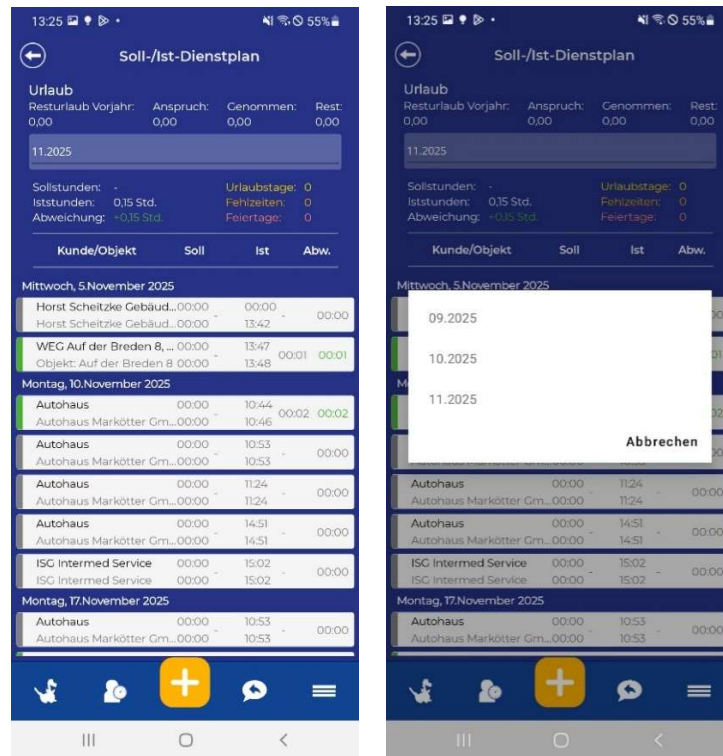 13:25 55%
Soll-/Ist-Dienstplan
Urlaub
Resturlaub Vorjahr: Anspruch: Genommen: Rest:
0,00 0,00 0,00 0,00
11.2025
Sollstunden: - Urlaubstage: 0
Iststunden: 0,15 Std. Fehlzeiten: 0
Abweichung: +0,15 Std. Feiertage: 0
Kunde/Objekt Soll Ist Abw.
Mittwoch, 5.November 2025
Horst Scheitzke Gebäud... 00:00 - 00:00 - 00:00
Horst Scheitzke Gebäud... 00:00 13:42
WEG Auf der Breden 8, ... 00:00 - 13:47 00:01 00:01
Objekt: Auf der Breden 8 00:00 13:48
Montag, 10.November 2025
Autohaus 00:00 - 10:44 00:02 00:02
Autohaus Markötter Gm... 00:00 10:46
Autohaus 00:00 - 10:53 - 00:00
Autohaus Markötter Gm... 00:00 10:53
Autohaus 00:00 - 11:24 - 00:00
Autohaus Markötter Gm... 00:00 11:24
Autohaus 00:00 - 14:51 - 00:00
Autohaus Markötter Gm... 00:00 14:51
ISG Intermed Service 00:00 - 15:02 - 00:00
ISG Intermed Service 00:00 15:02
Montag, 17.November 2025
Autohaus 00:00 - 10:53 - 00:00
Autohaus Markötter Gm... 00:00 10:53
13:25 55%
Soll-/Ist-Dienstplan
Urlaub
Resturlaub Vorjahr: Anspruch: Genommen: Rest:
0,00 0,00 0,00 0,00
11.2025
Sollstunden: - Urlaubstage: 0
Iststunden: 0,15 Std. Fehlzeiten: 0
Abweichung: +0,15 Std. Feiertage: 0
Kunde/Objekt Soll Ist Abw.
Mittwoch, 5.November 2025
09.2025
10.2025
11.2025
Abbrechen
Autohaus 00:00 - 11:24 - 00:00
Autohaus Markötter Gm... 00:00 11:24
Autohaus 00:00 - 14:51 - 00:00
Autohaus Markötter Gm... 00:00 14:51
ISG Intermed Service 00:00 - 15:02 - 00:00
ISG Intermed Service 00:00 15:02
Montag, 17.November 2025
Autohaus 00:00 - 10:53 - 00:00
Autohaus Markötter Gm... 00:00 10:53